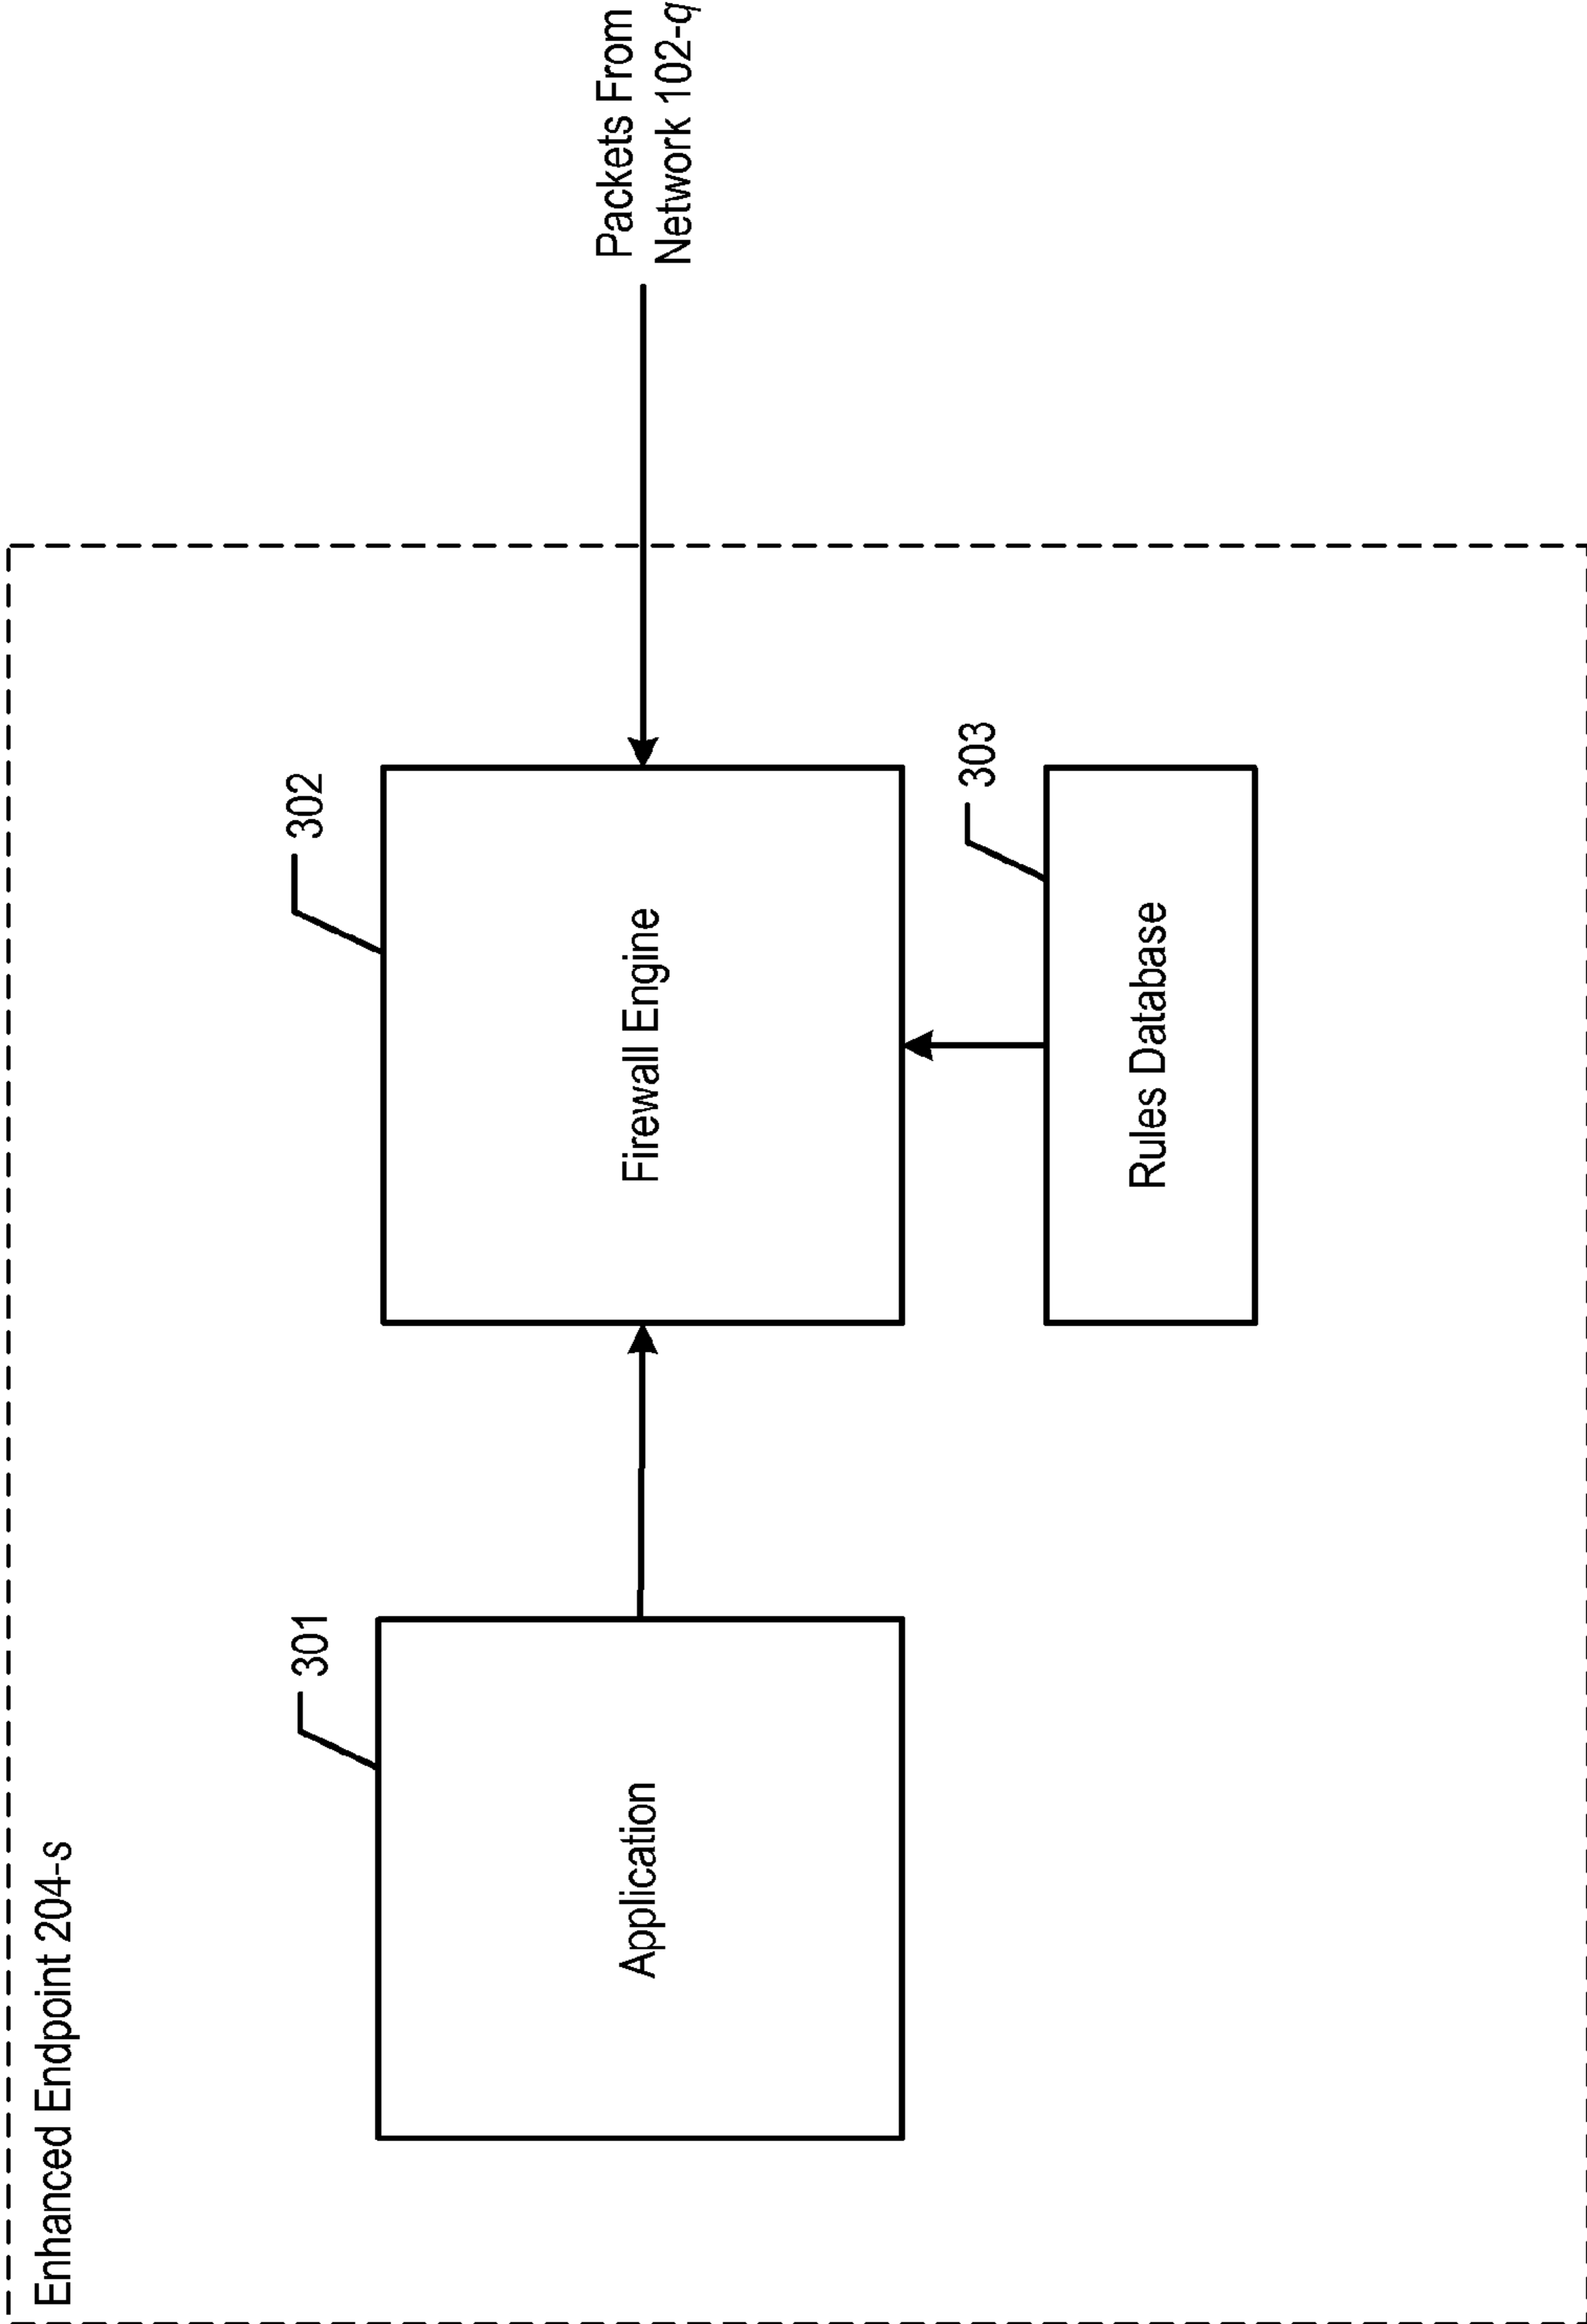 Enhanced Endpoint 204-s
301
302
Application
Firewall Engine
Packets From
Network 102-q
303
Rules Database